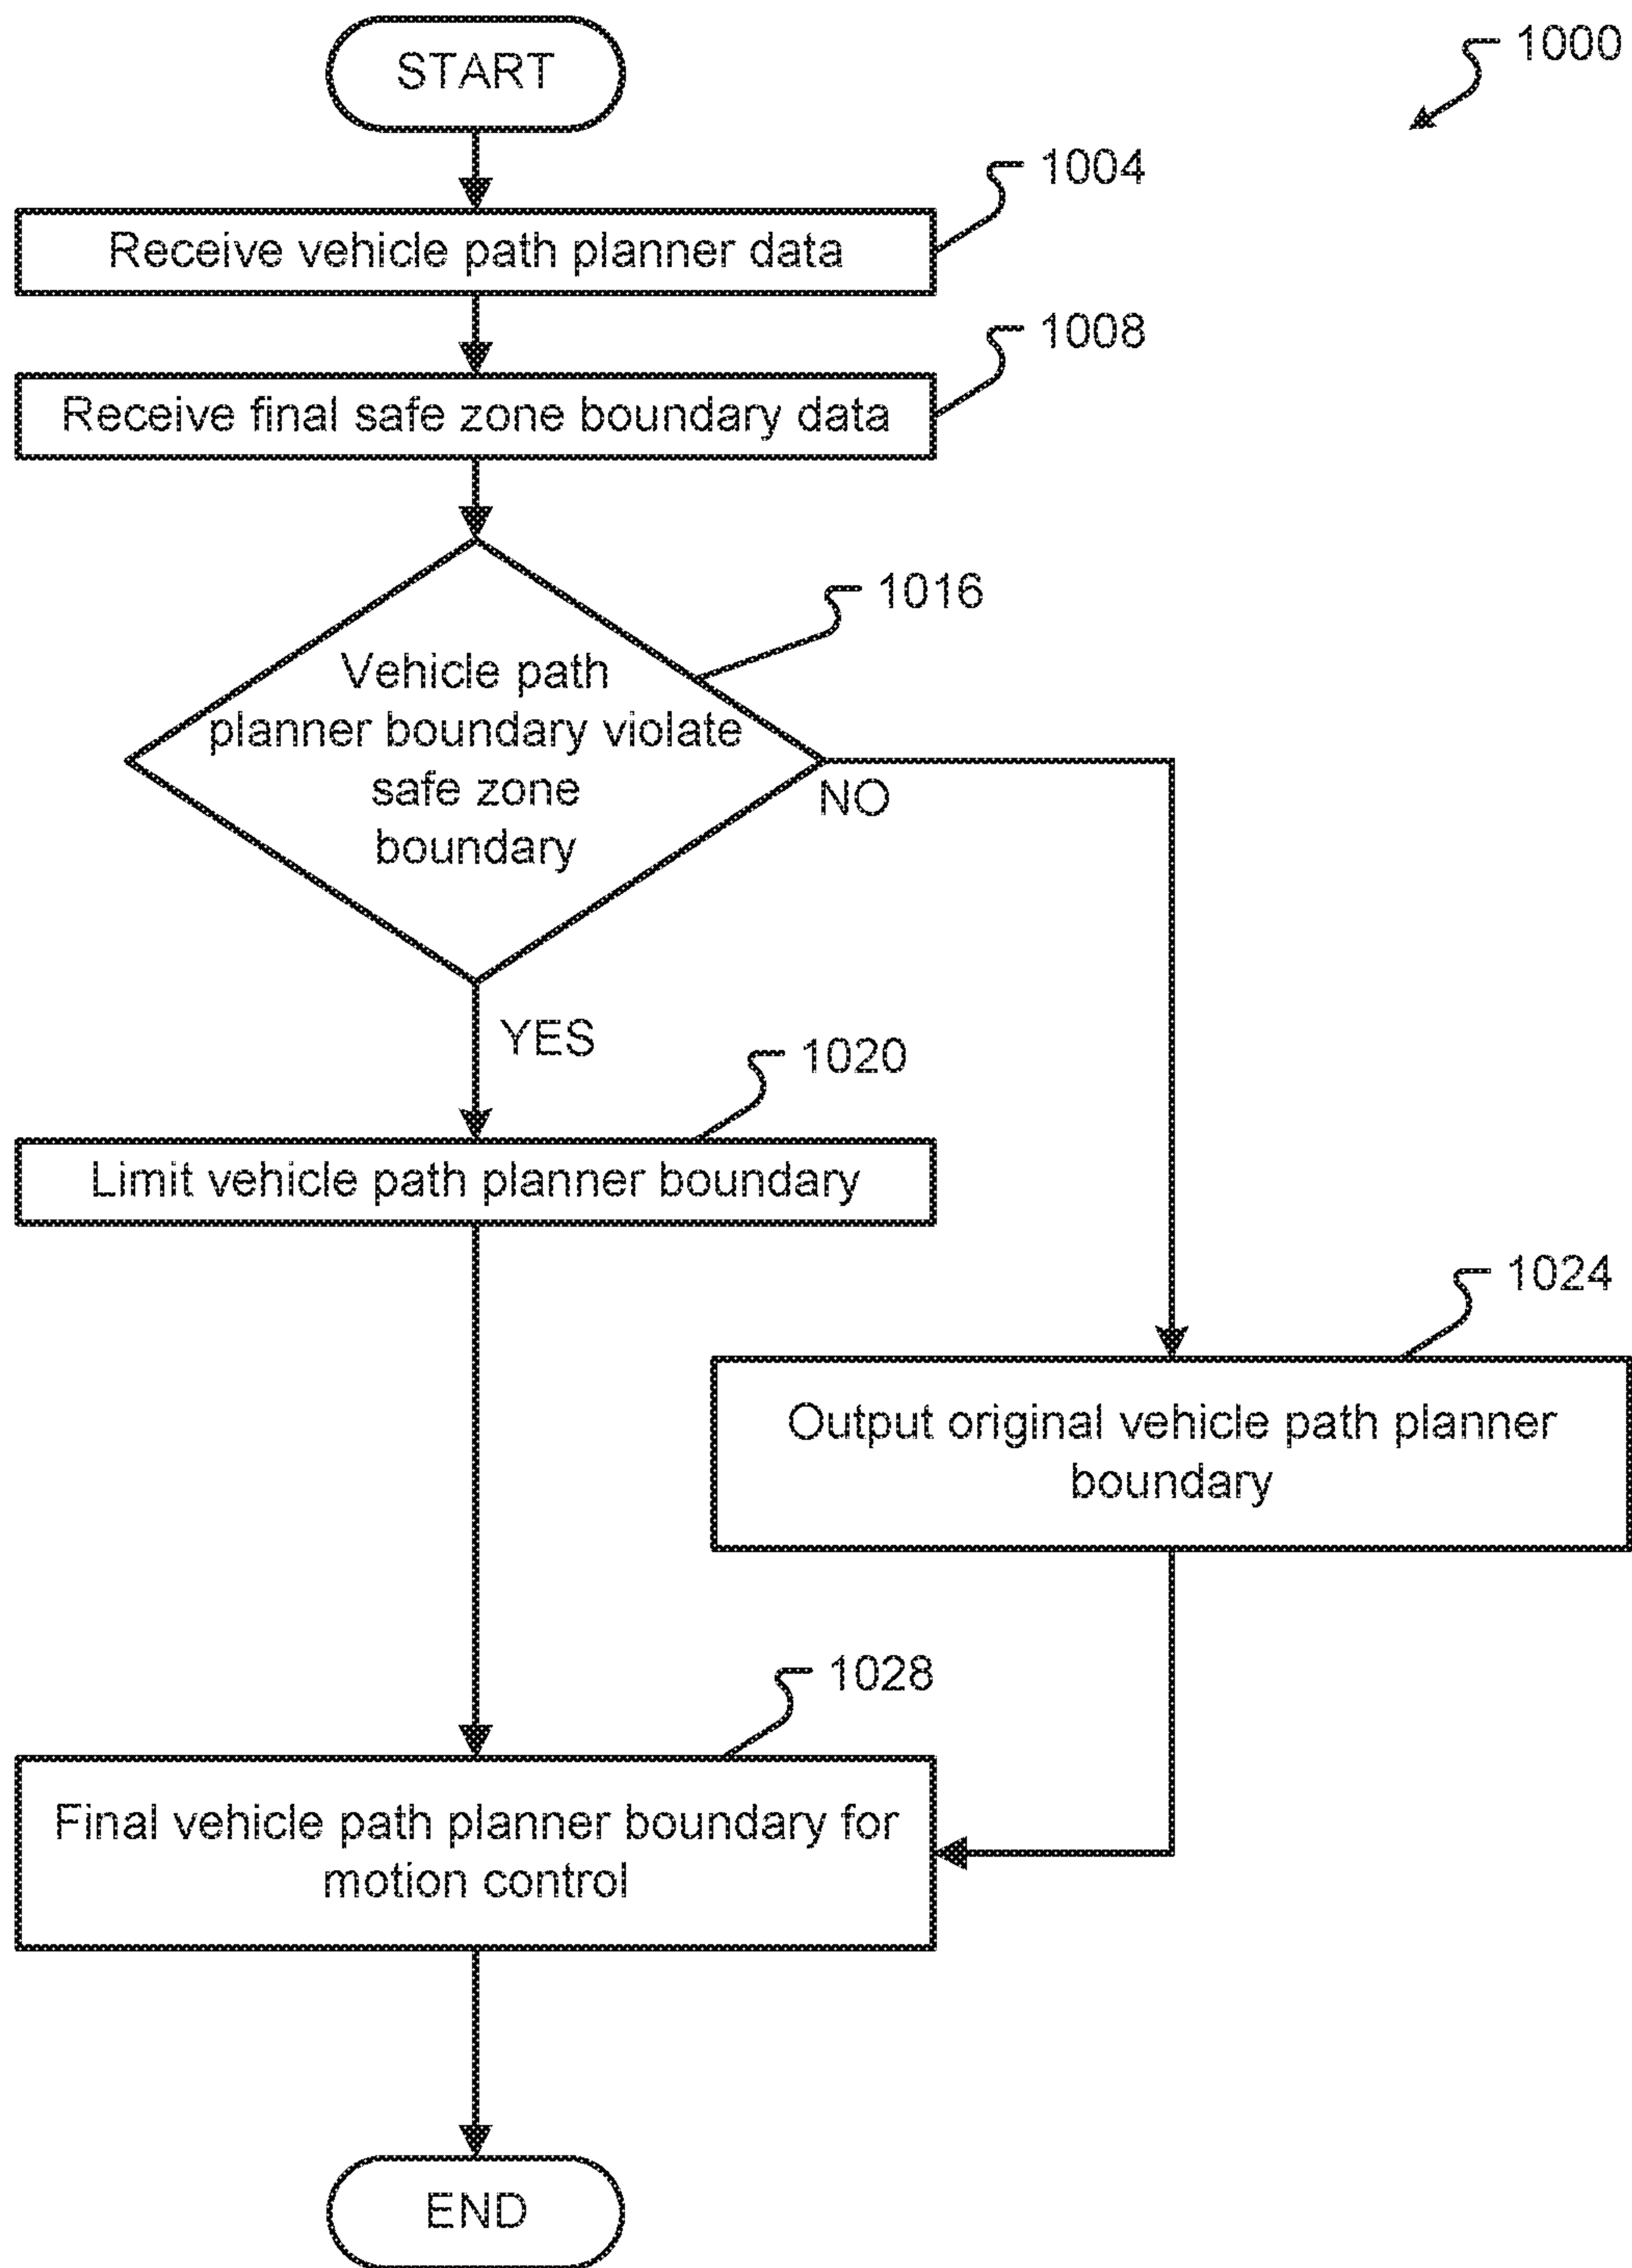 START
1000
1004
Receive vehicle path planner data
1008
Receive final safe zone boundary data
1016
Vehicle path
planner boundary violate
safe zone
boundary
NO
YES
1020
Limit vehicle path planner boundary
1024
Output original vehicle path planner
boundary
1028
Final vehicle path planner boundary for
motion control
END